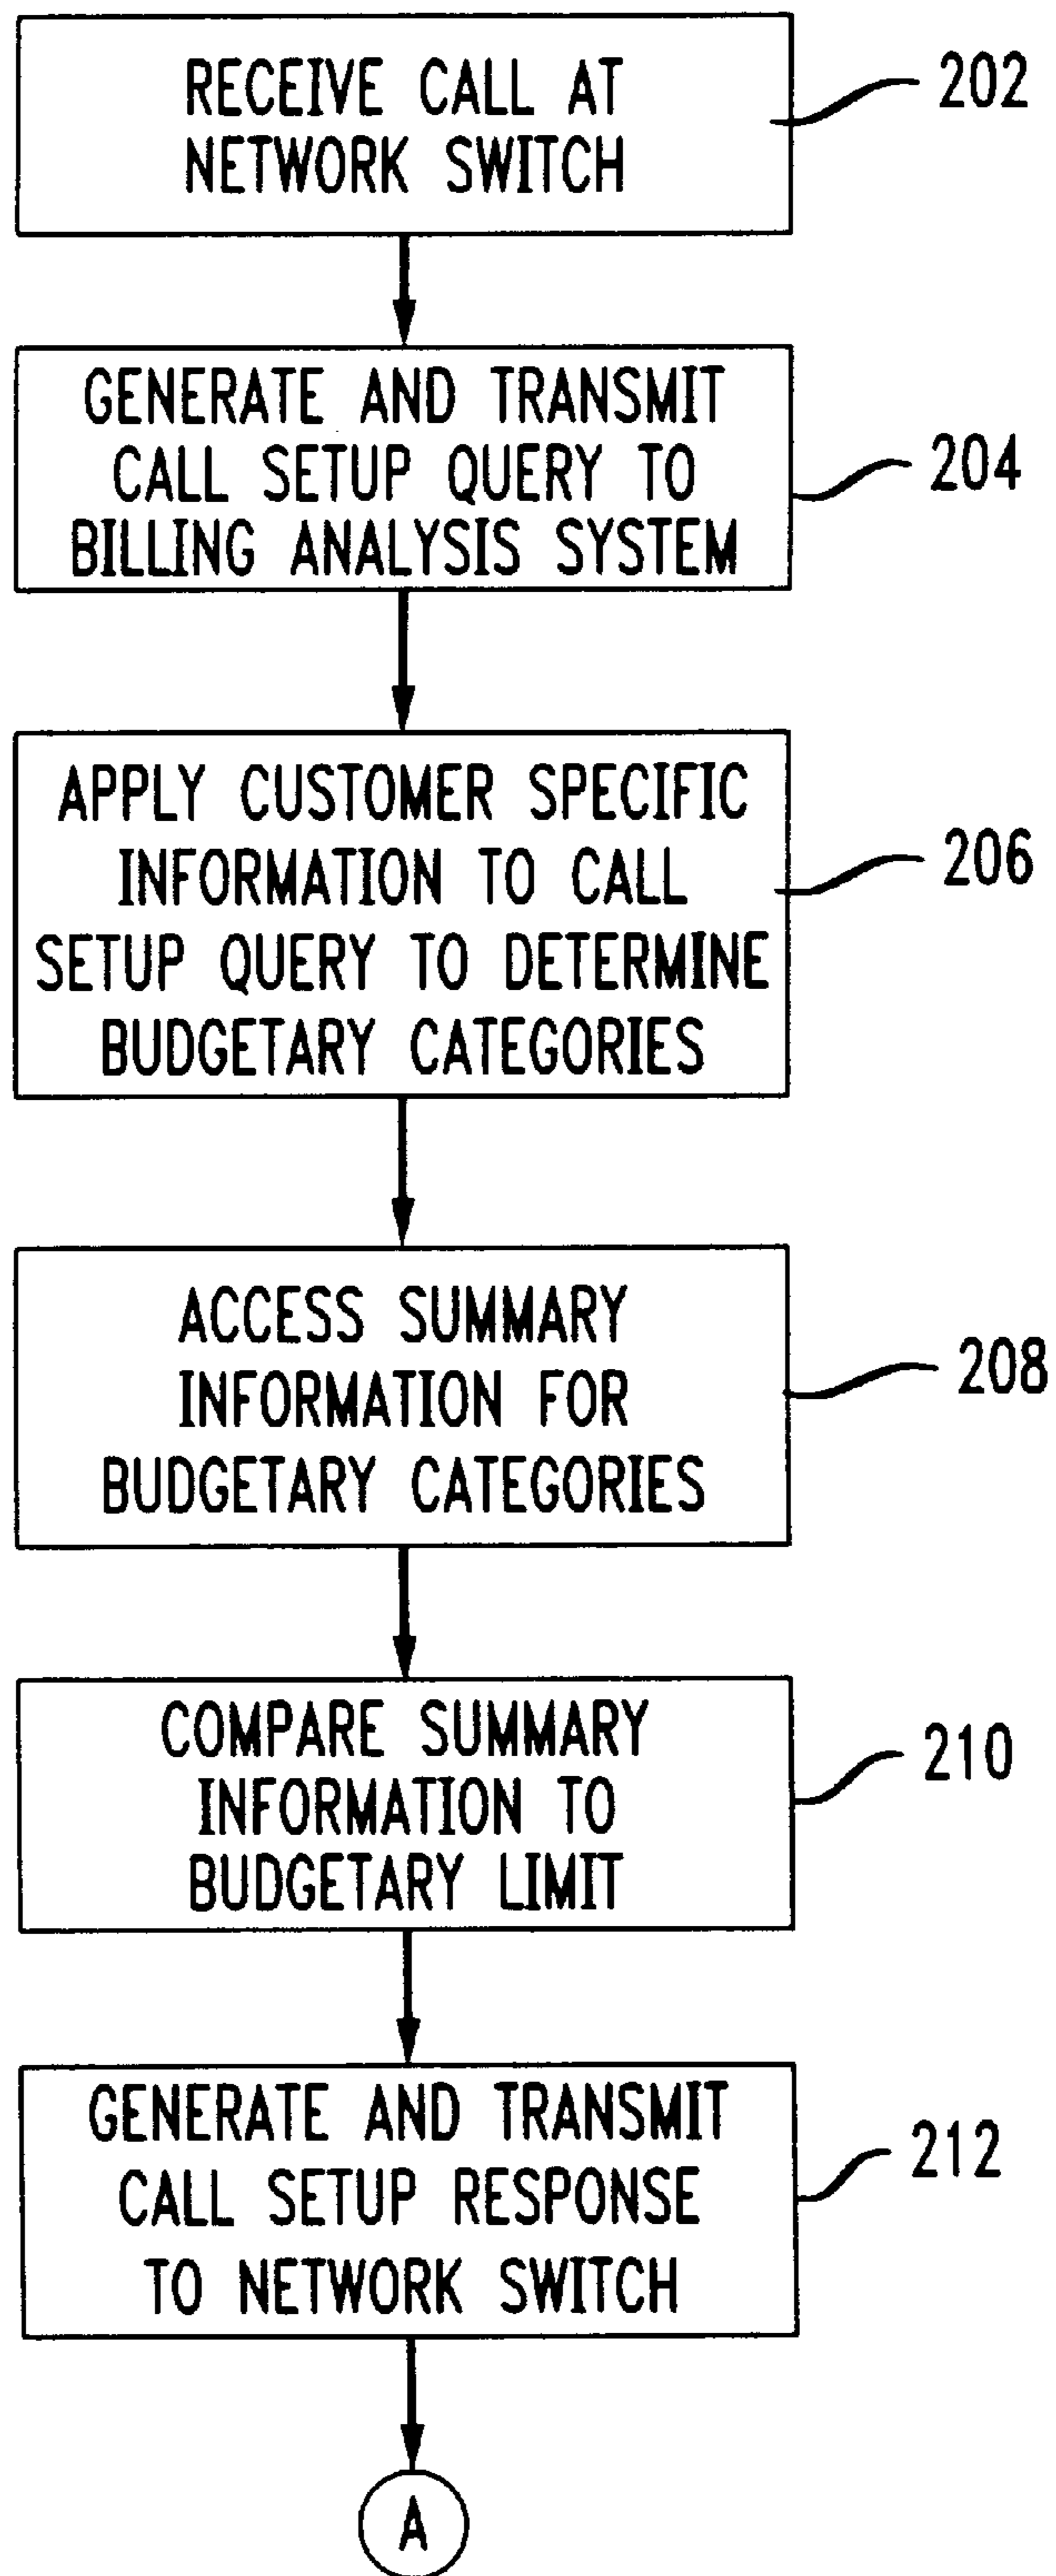 RECEIVE CALL AT
NETWORK SWITCH
202
GENERATE AND TRANSMIT
CALL SETUP QUERY TO
BILLING ANALYSIS SYSTEM
204
APPLY CUSTOMER SPECIFIC
INFORMATION TO CALL
SETUP QUERY TO DETERMINE
BUDGETARY CATEGORIES
206
ACCESS SUMMARY
INFORMATION FOR
BUDGETARY CATEGORIES
208
COMPARE SUMMARY
INFORMATION TO
BUDGETARY LIMIT
210
GENERATE AND TRANSMIT
CALL SETUP RESPONSE
TO NETWORK SWITCH
212
A